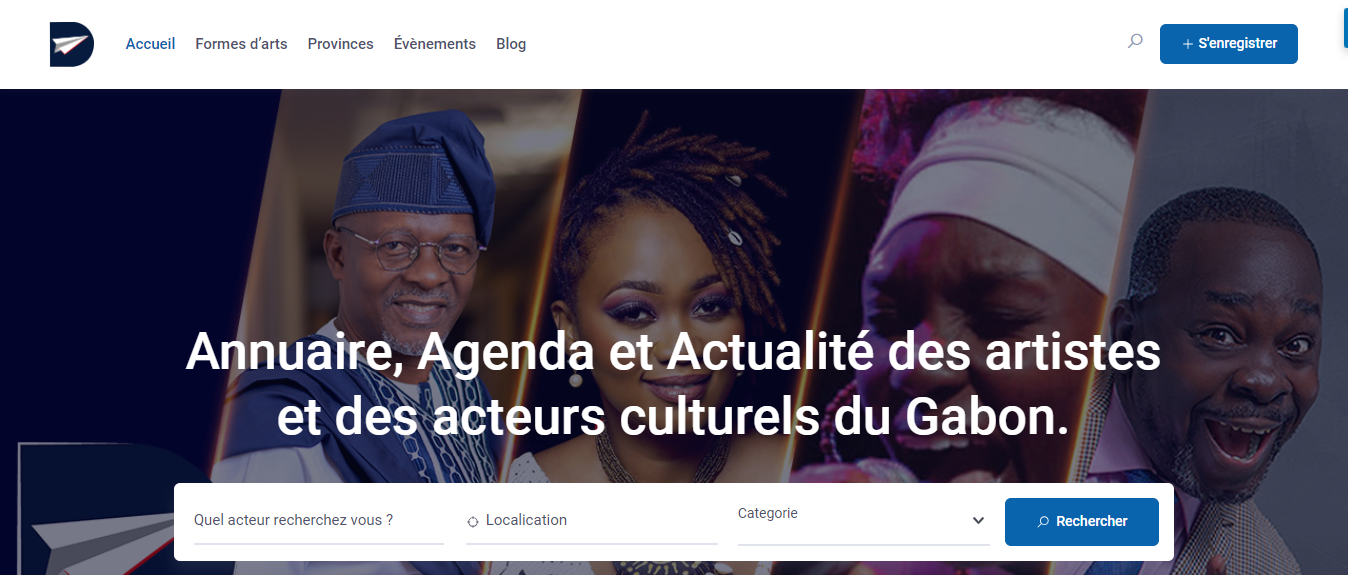 Accueil Formes d’arts Provinces Évènements Blog
+ S'enregistrer
Annuaire, Agenda et Actualité des artistes
et des acteurs culturels du Gabon.
Quel acteur recherchez vous ?
Localication
Categorie
Rechercher